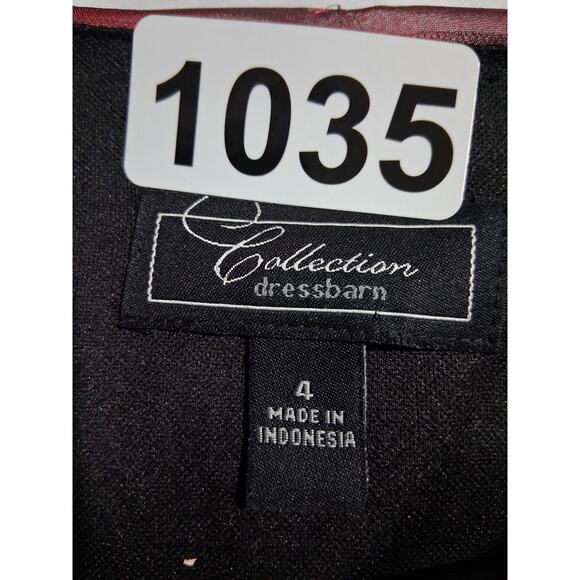 1035
Collection
dressbarn
4
MADE IN
INDONESIA